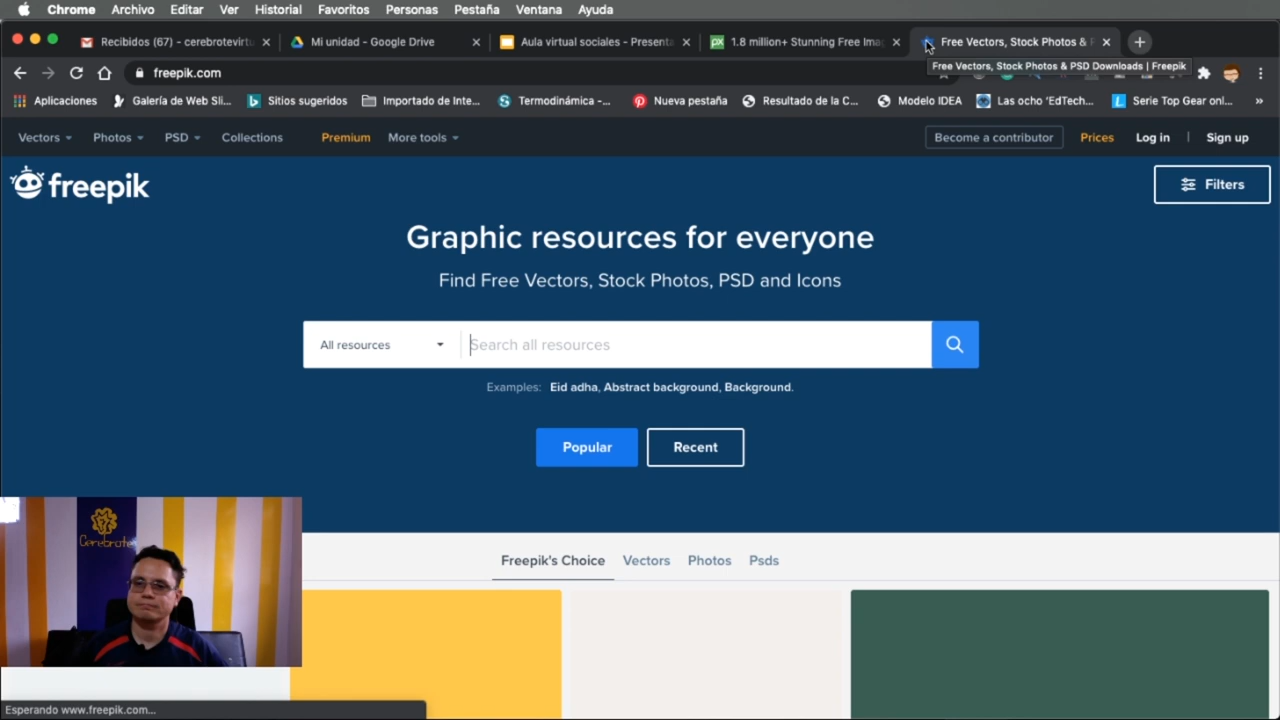 Chrome Archivo Editar Ver Historial Favoritos Personas Pestaña Ventana Ayuda
Recibidos (67) - cerebrotevirtu
Mi unidad - Google Drive
Aula virtual sociales - Presenta
1.8 million+ Stunning Free Ima
Free Vectors, Stock Photos &
Free Vectors, Stock Photos & PSD Downloads | Freepik
freepik.com
Aplicaciones
Galería de Web Sli...
Sitios sugeridos
Importado de Inte...
Termodinámica -...
Nueva pestaña
Resultado de la C...
Modelo IDEA
Las ocho ‘EdTech...
Serie Top Gear onl...
Vectors Photos PSD Collections Premium More tools
Become a contributor Prices Log in | Sign up
freepik
Filters
Graphic resources for everyone
Find Free Vectors, Stock Photos, PSD and Icons
All resources
Search all resources
Examples: Eid adha, Abstract background, Background.
Popular Recent
Cerebrote
Freepik's Choice Vectors Photos Psds
Esperando www.freepik.com...